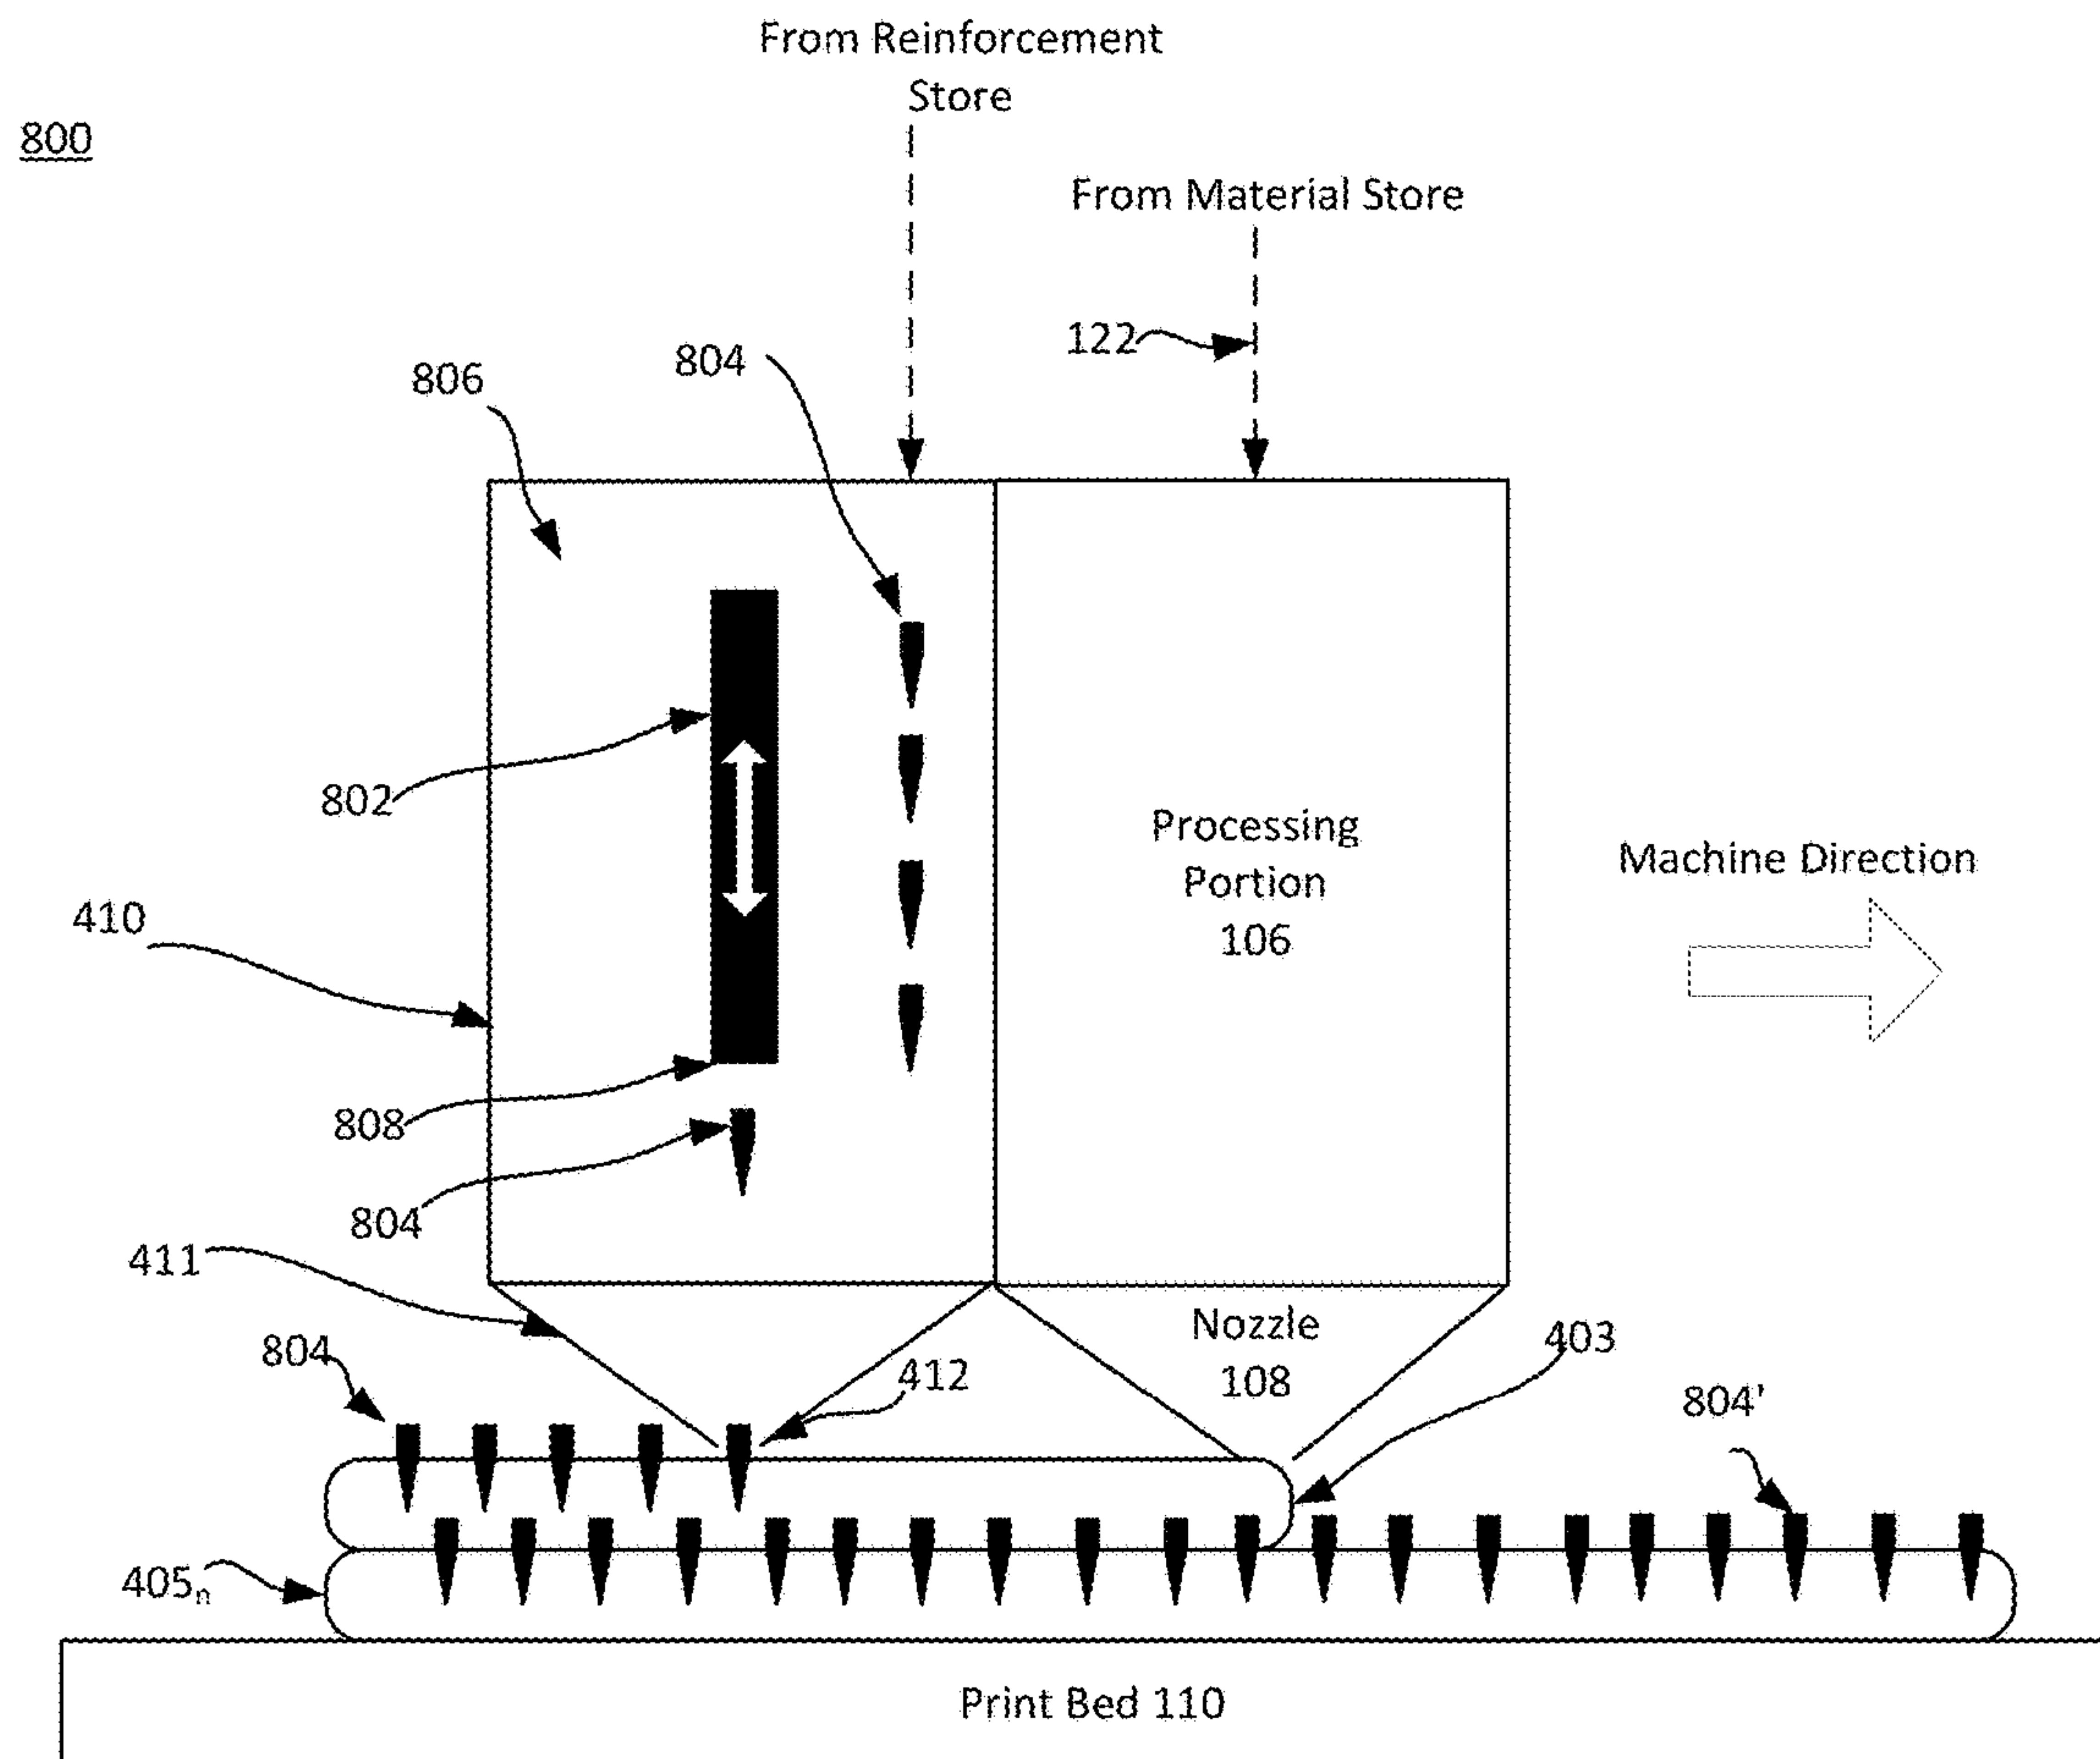 From Reinforcement
Store
800
From Material Store
122
804
806
802
Processing
Portion
106
Machine Direction
410
808
804
411
Nozzle
108
403
804
412
804'
405n
Print Bed 110